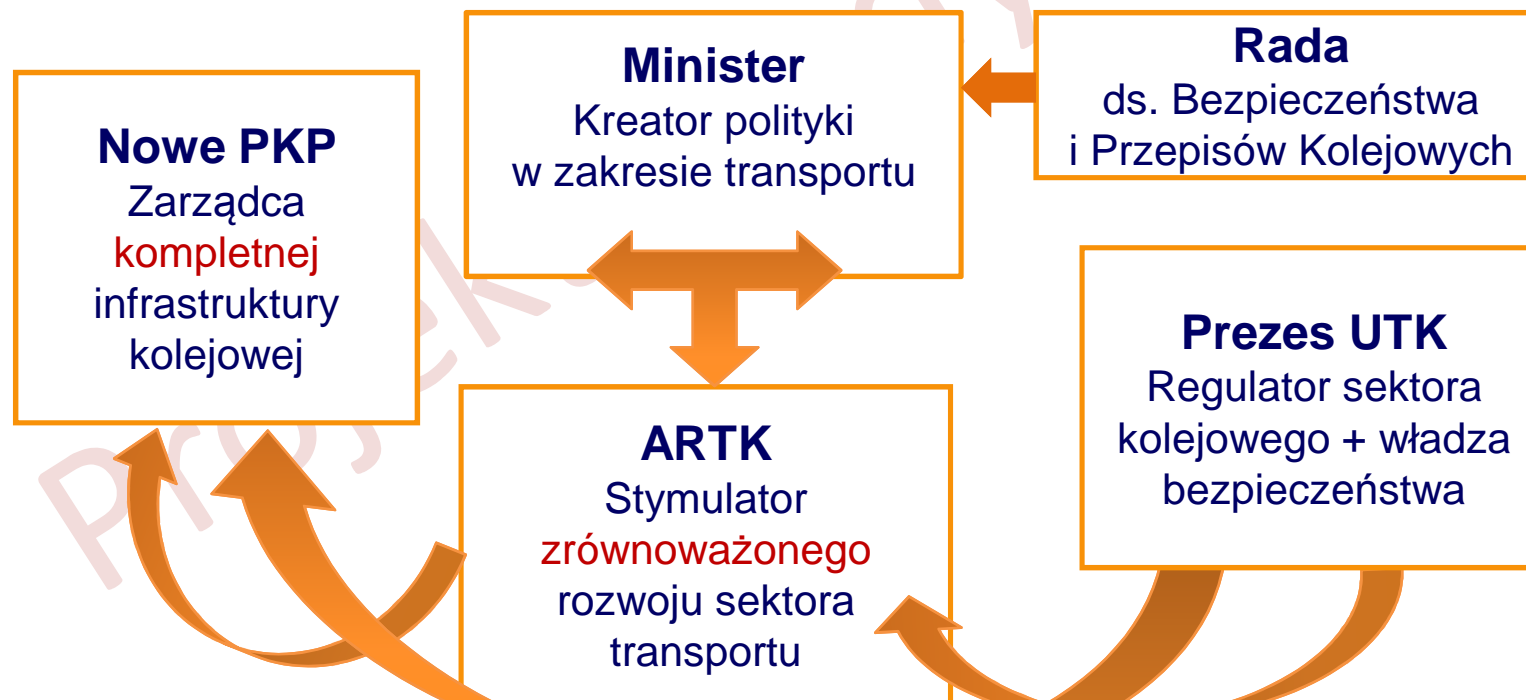 Nowe PKP
Zarządca
kompletnej
infrastruktury
kolejowej
Minister
Kreator polityki
w zakresie transportu
Rada
ds. Bezpieczeństwa
i Przepisów Kolejowych
ARTK
Stymulator
zrównoważonego
rozwoju sektora
transportu
Prezes UTK
Regulator sektora
kolejowego + władza
bezpieczeństwa